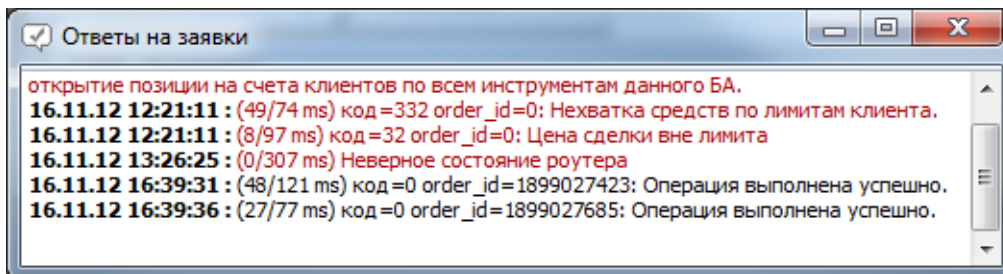 Ответы на заявки
открытие позиции на счета клиентов по всем инструментам данного БА.
16.11.12 12:21:11 : (49/74 ms) код=332 order_id=0: Нехватка средств по лимитам клиента.
16.11.12 12:21:11 : (8/97 ms) код=32 order_id=0: Цена сделки вне лимита
16.11.12 13:26:25 : (0/307 ms) Неверное состояние роутера
16.11.12 16:39:31 : (48/121 ms) код=0 order_id=1899027423: Операция выполнена успешно.
16.11.12 16:39:36 : (27/77 ms) код=0 order_id=1899027685: Операция выполнена успешно.